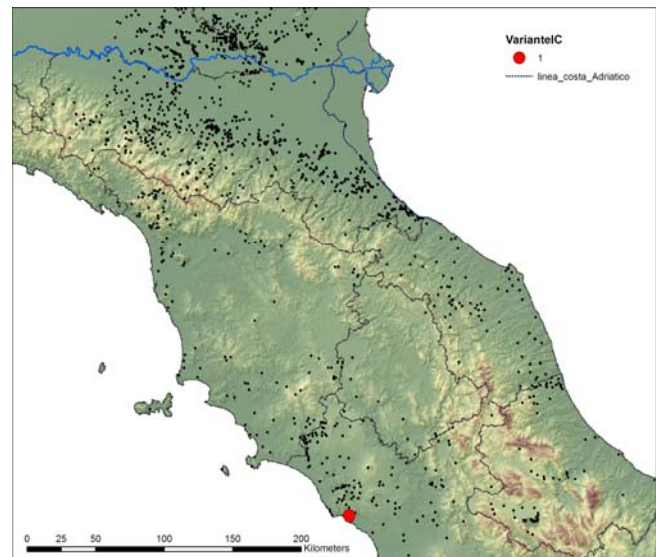 VarianteIC
1
linea_costa_Adriatico
0 25 50 100 150 200
Kilometers